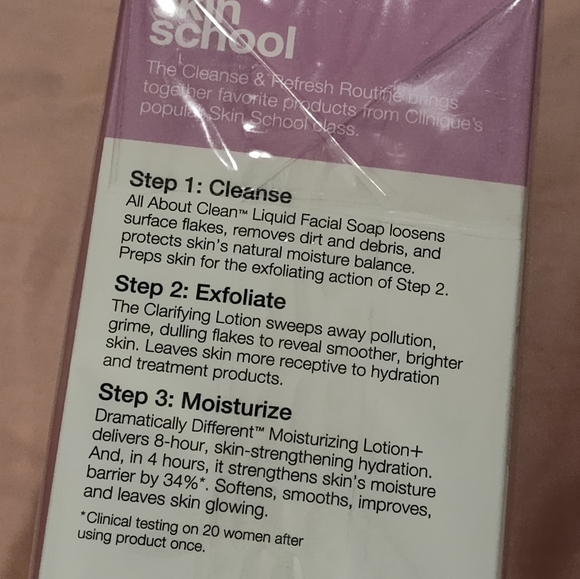 skin
school
The Cleanse & Refresh Routine brings
together favorite products from Clinique's
popular Skin School class.
Step 1: Cleanse
All About Clean™ Liquid Facial Soap loosens
surface flakes, removes dirt and debris, and
protects skin's natural moisture balance.
Preps skin for the exfoliating action of Step 2.
Step 2: Exfoliate
The Clarifying Lotion sweeps away pollution,
grime, dulling flakes to reveal smoother, brighter
skin. Leaves skin more receptive to hydration
and treatment products.
Step 3: Moisturize
Dramatically Different™ Moisturizing Lotion+
delivers 8-hour, skin-strengthening hydration.
And, in 4 hours, it strengthens skin's moisture
barrier by 34%*. Softens, smooths, improves,
and leaves skin glowing.
*Clinical testing on 20 women after
using product once.